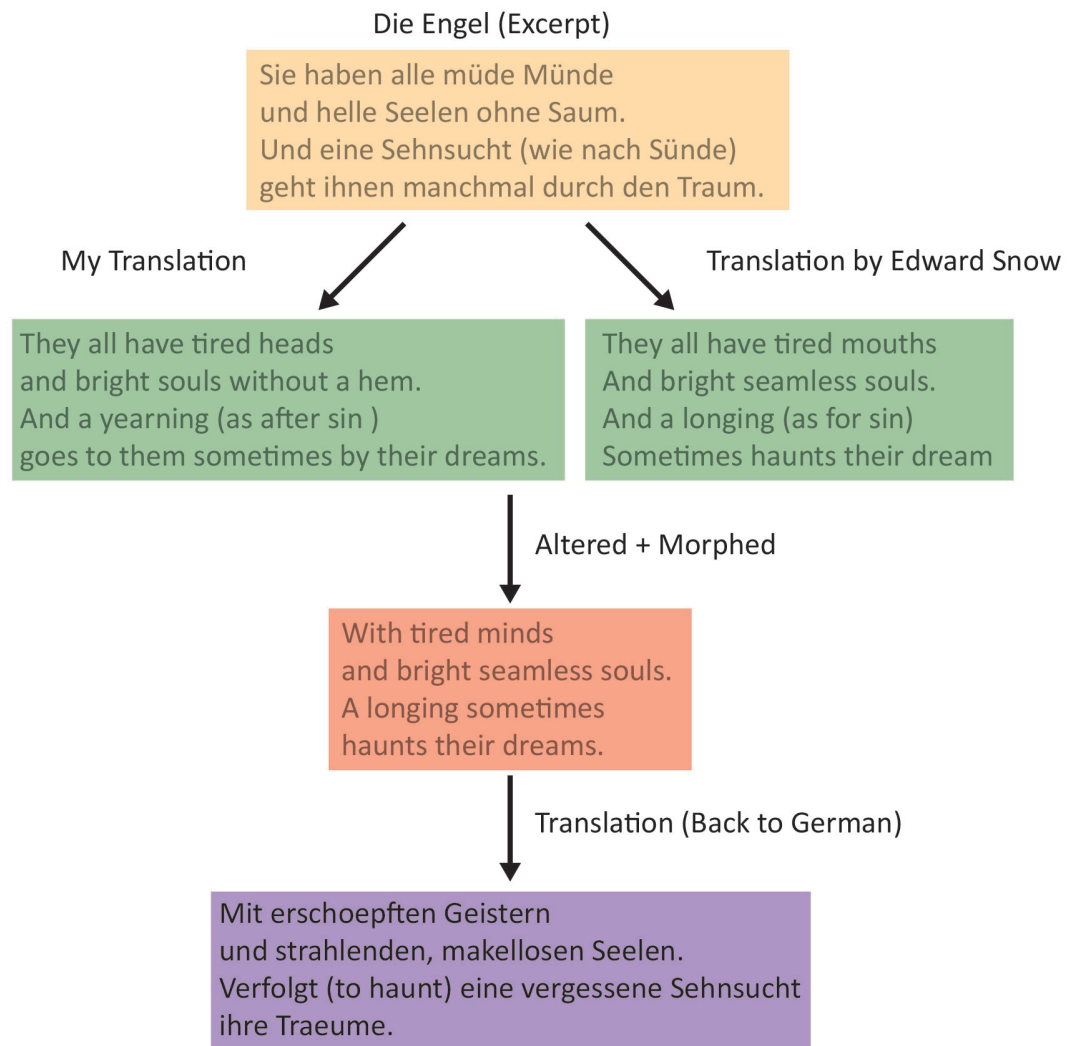 Die Engel (Excerpt)
Sie haben alle müde Münde
und helle Seelen ohne Saum.
Und eine Sehnsucht (wie nach Sünde)
geht ihnen manchmal durch den Traum.
My Translation
Translation by Edward Snow
They all have tired heads
and bright souls without a hem.
And a yearning (as after sin )
goes to them sometimes by their dreams.
They all have tired mouths
And bright seamless souls.
And a longing (as for sin)
Sometimes haunts their dream
Altered + Morphed
With tired minds
and bright seamless souls.
A longing sometimes
haunts their dreams.
Translation (Back to German)
Mit erschoepften Geistern
und strahlenden, makellosen Seelen.
Verfolgt (to haunt) eine vergessene Sehnsucht
ihre Traeume.